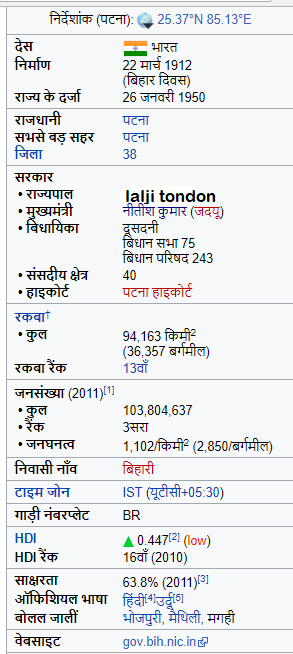 निर्देशांक (पटना): 25.37°N 85.13°E
देस भारत
निर्माण 22 मार्च 1912
(बिहार दिवस)
राज्य के दर्जा 26 जनवरी 1950
राजधानी पटना
सभसे बड़ सहर पटना
जिला 38
सरकार
• राज्यपाल lalji tondon
• मुख्यमंत्री नीतीश कुमार (जदयू)
• बिधायिका दूसदनी
बिधान सभा 75
बिधान परिषद 243
• संसदीय क्षेत्र 40
• हाइकोर्ट पटना हाइकोर्ट
रकबा†
• कुल 94,163 किमी2
(36,357 बर्गमील)
रकबा रैंक 13वाँ
जनसंख्या (2011)[1]
• कुल 103,804,637
• रैंक 3सरा
• जनघनत्व 1,102/किमी2 (2,850/बर्गमील)
निवासी नाँव बिहारी
टाइम जोन IST (यूटीसी+05:30)
गाड़ी नंबरप्लेट BR
HDI ▲ 0.447[2] (low)
HDI रैंक 16वाँ (2010)
साक्षरता 63.8% (2011)[3]
ऑफिशियल भाषा हिंदी[4]उर्दू[5]
बोलल जालीं भोजपुरी, मैथिली, मगही
वेबसाइट gov.bih.nic.in